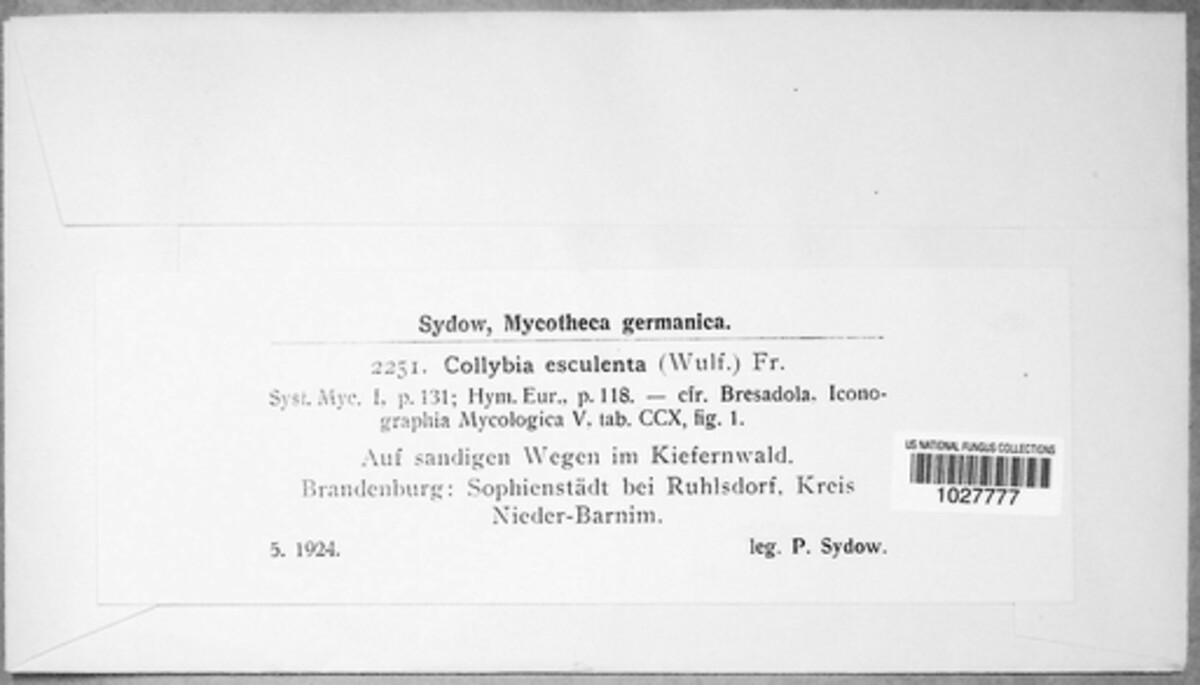 Sydow, Mycotheca germanica.
2251. Collybia esculenta (Wulf.) Fr.
Syst. Myc. I, p. 131; Hym. Eur., p. 118. — cfr. Bresadola, Icono-
graphia Mycologica V, tab. CCX, fig. 1.
Auf sandigen Wegen im Kiefernwald.
Brandenburg: Sophienstädt bei Ruhlsdorf, Kreis
Nieder-Barnim.
5. 1924. leg. P. Sydow.
US NATIONAL FUNGUS COLLECTIONS
1027777